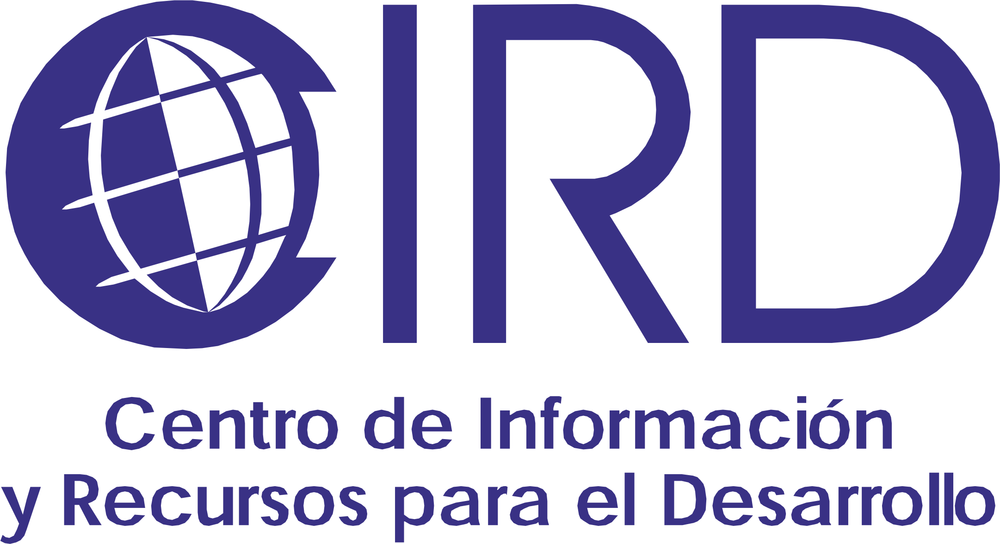 CIRD
Centro de Información
y Recursos para el Desarrollo